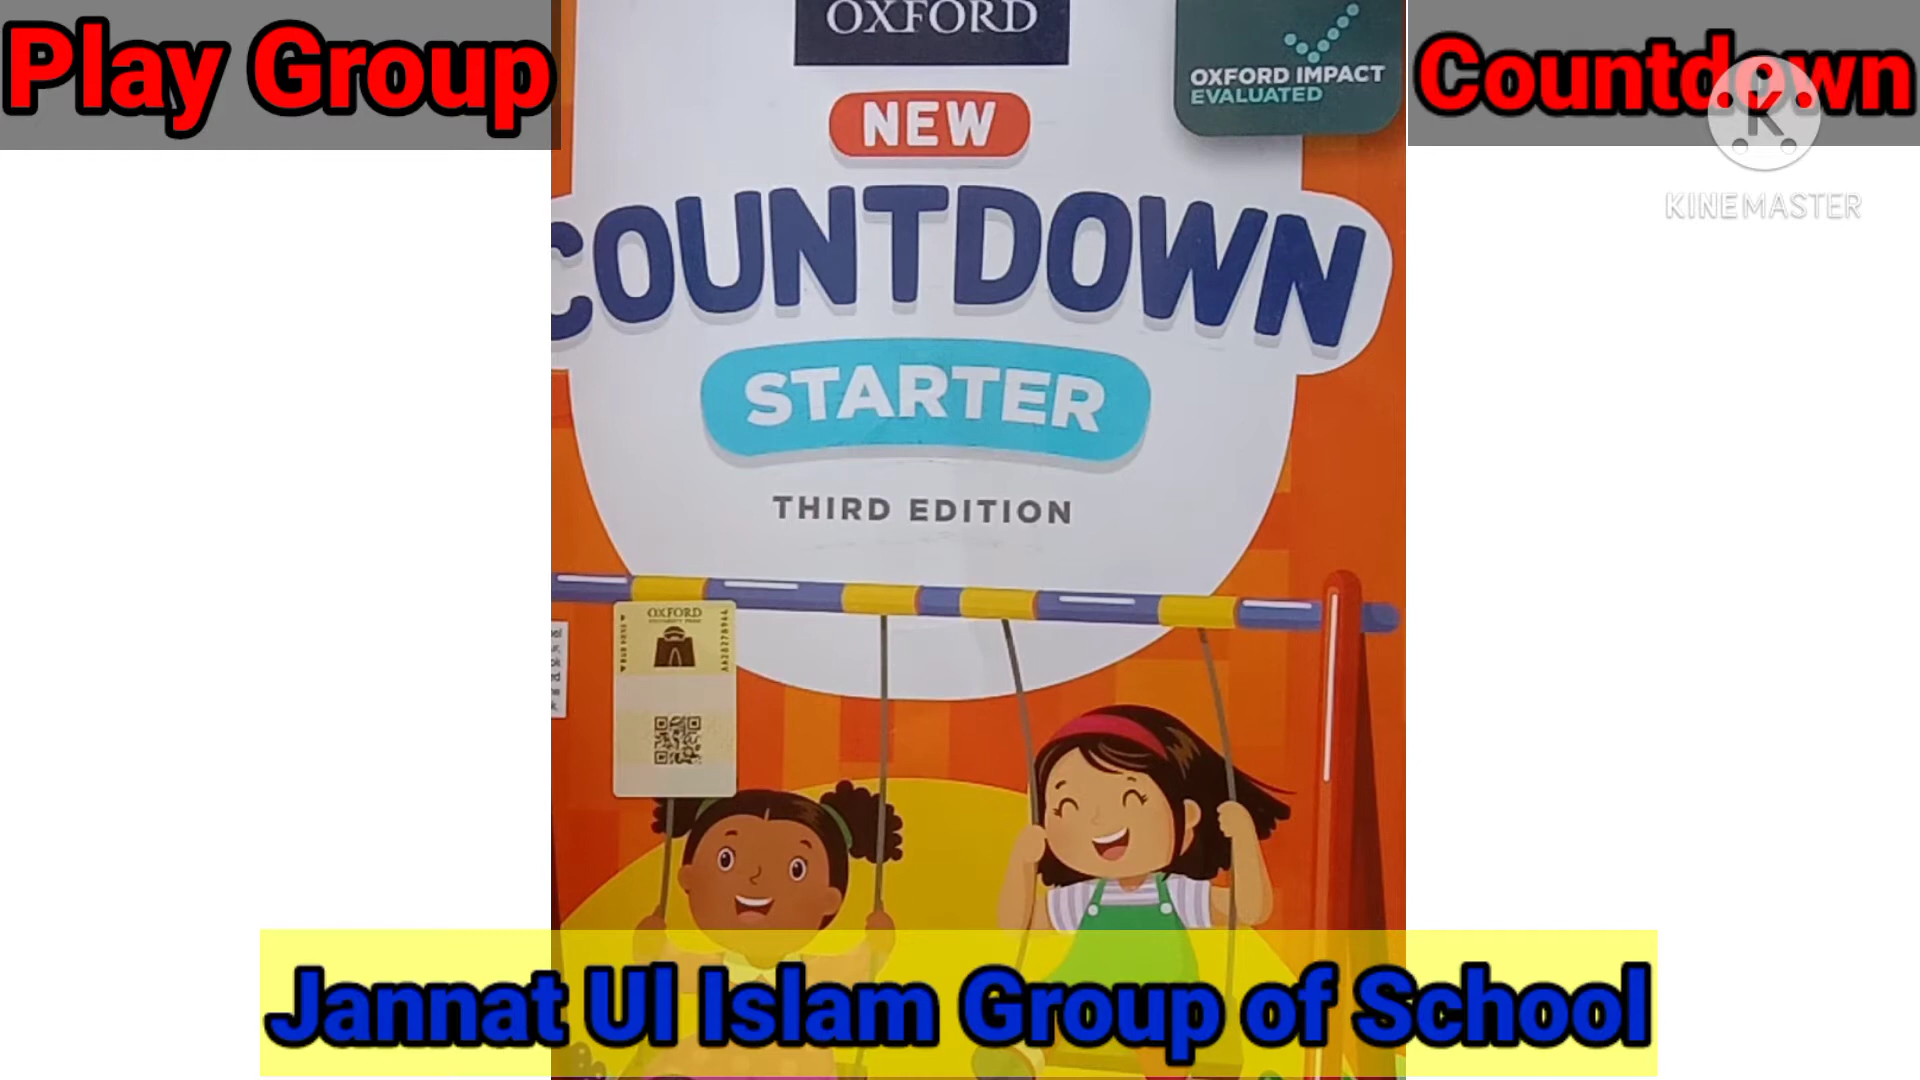 Play Group
OXFORD
OXFORD IMPACT
EVALUATED
Countdown
K
KINEMASTER
NEW
COUNTDOWN
STARTER
THIRD EDITION
OXFORD
Jannat Ul Islam Group of School